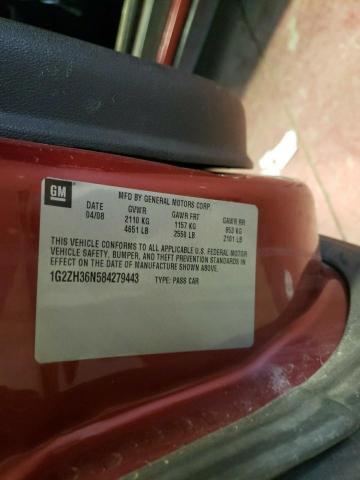 GM
MFD BY GENERAL MOTORS CORP
DATE GVWR GAWR FRT GAWR RR
04/08 2110 KG 1157 KG 953 KG
4651 LB 2550 LB 2101 LB
THIS VEHICLE CONFORMS TO ALL APPLICABLE U.S. FEDERAL MOTOR
VEHICLE SAFETY, BUMPER, AND THEFT PREVENTION STANDARDS IN
EFFECT ON THE DATE OF MANUFACTURE SHOWN ABOVE.
1G2ZH36N584279443 TYPE: PASS CAR